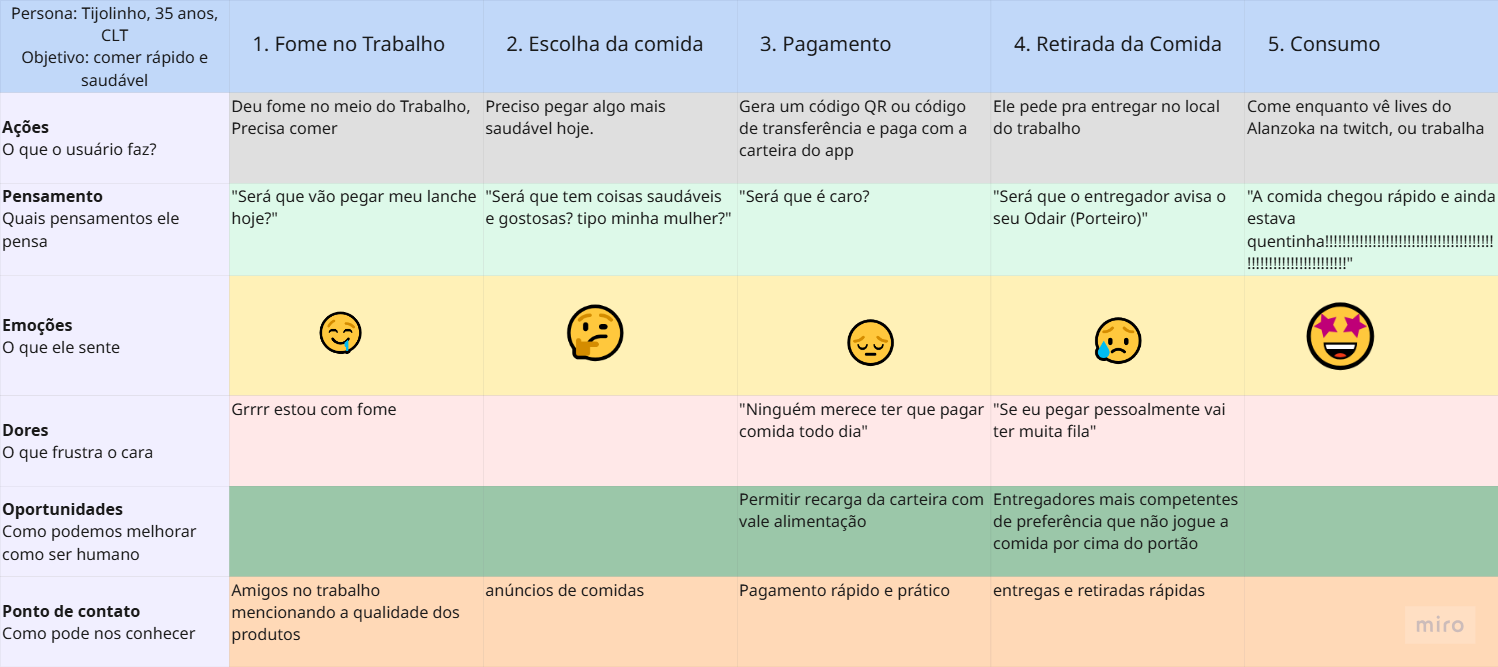 Persona: Tijolinho, 35 anos,
CLT
Objetivo: comer rápido e
saudável
1. Fome no Trabalho
2. Escolha da comida
3. Pagamento
4. Retirada da Comida
5. Consumo
Ações
O que o usuário faz?
Deu fome no meio do Trabalho,
Precisa comer
Preciso pegar algo mais
saudável hoje.
Gera um código QR ou código
de transferência e paga com a
carteira do app
Ele pede pra entregar no local
do trabalho
Come enquanto vê lives do
Alanzoka na twitch, ou trabalha
Pensamento
Quais pensamentos ele
pensa
"Será que vão pegar meu lanche
hoje?"
"Será que tem coisas saudáveis
e gostosas? tipo minha mulher?"
"Será que é caro?
"Será que o entregador avisa o
seu Odair (Porteiro)"
"A comida chegou rápido e ainda
estava
quentinha!!!!!!!!!!!!!!!!!!!!!!!!!!!!!!!!!!!!!!!
!!!!!!!!!!!!!!!!!!!!!!!"
Emoções
O que ele sente
Dores
O que frustra o cara
Grrrr estou com fome
"Ninguém merece ter que pagar
comida todo dia"
"Se eu pegar pessoalmente vai
ter muita fila"
Oportunidades
Como podemos melhorar
como ser humano
Permitir recarga da carteira com
vale alimentação
Entregadores mais competentes
de preferência que não jogue a
comida por cima do portão
Ponto de contato
Como pode nos conhecer
Amigos no trabalho
mencionando a qualidade dos
produtos
anúncios de comidas
Pagamento rápido e prático
entregas e retiradas rápidas
miro